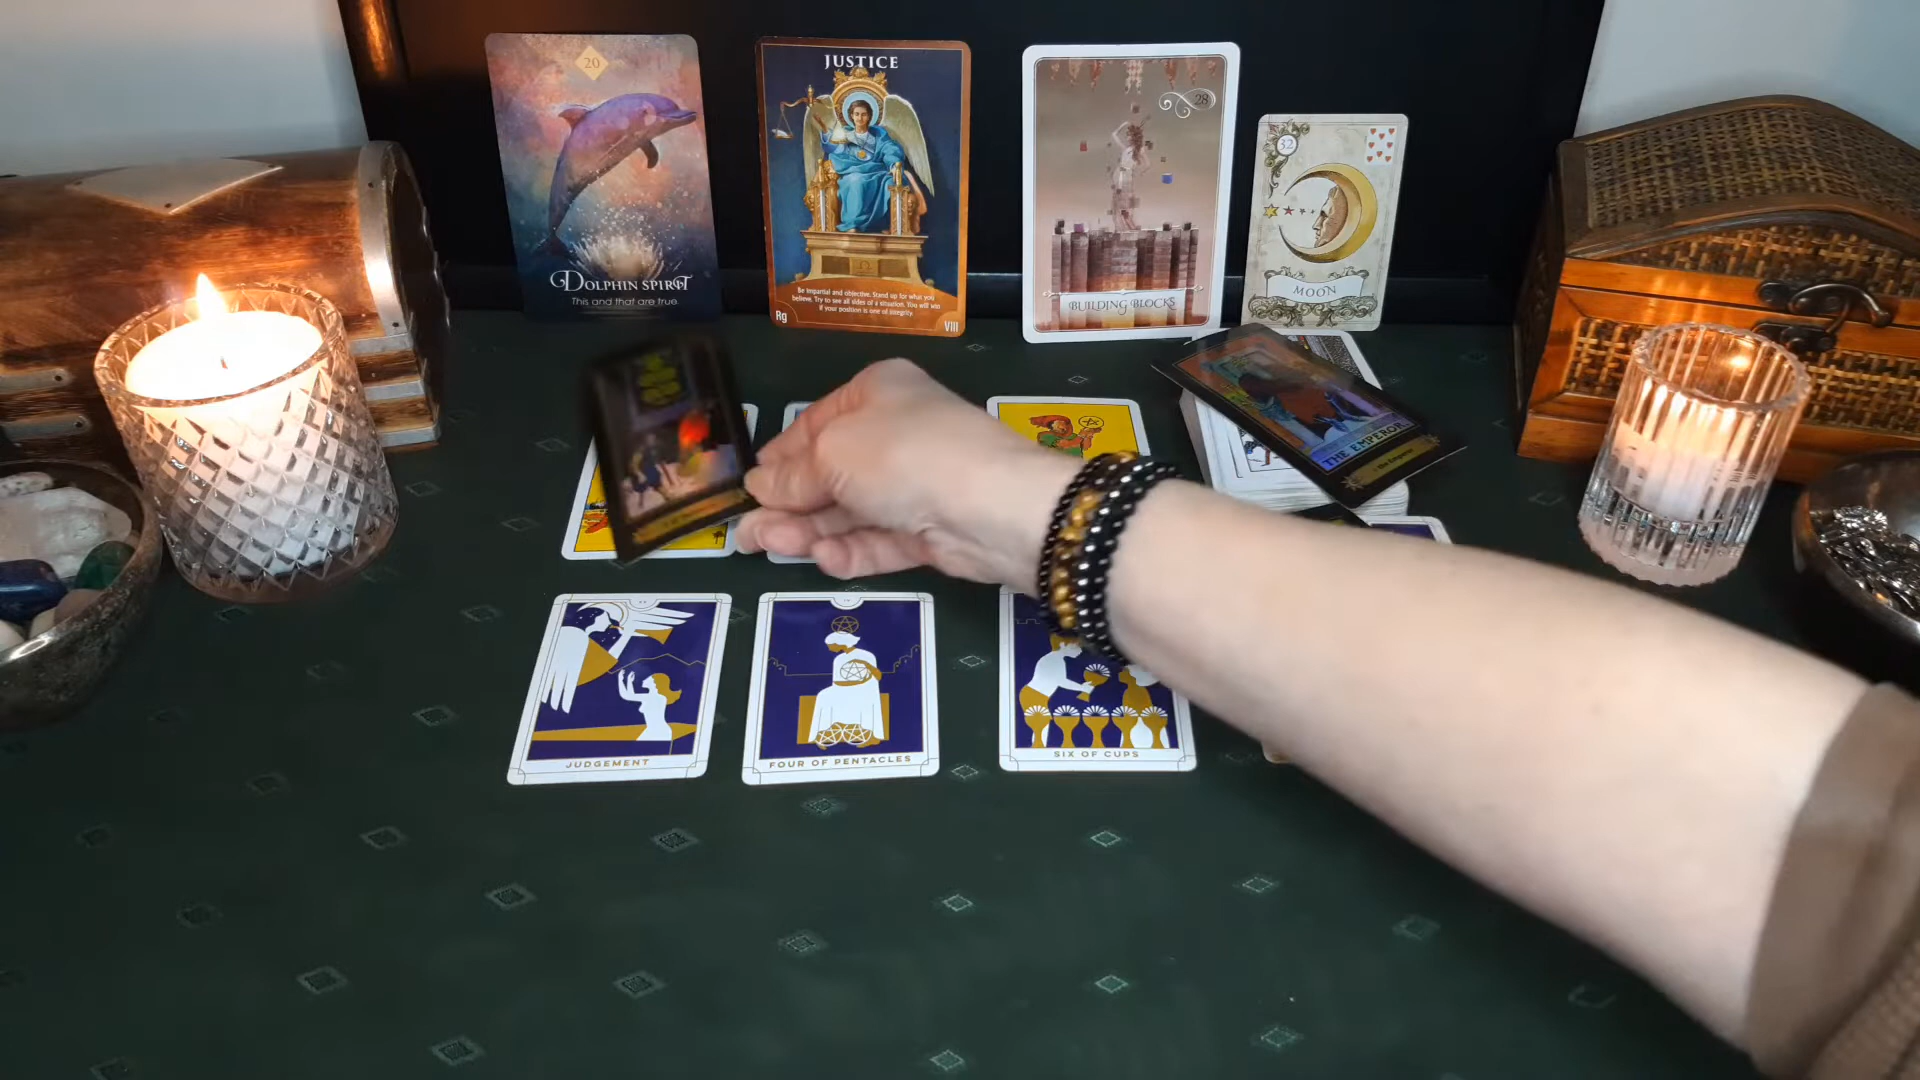 20
DOLPHIN SPIRIT
This and that are true.
JUSTICE
Be impartial and objective. Stand up for what you
believe. Try to see all sides of a situation. You will win
if your position is one of integrity.
Rg
VIII
28
BUILDING BLOCKS
32
MOON
THE EMPEROR
The Emperor
JUDGEMENT
FOUR OF PENTACLES
SIX OF CUPS